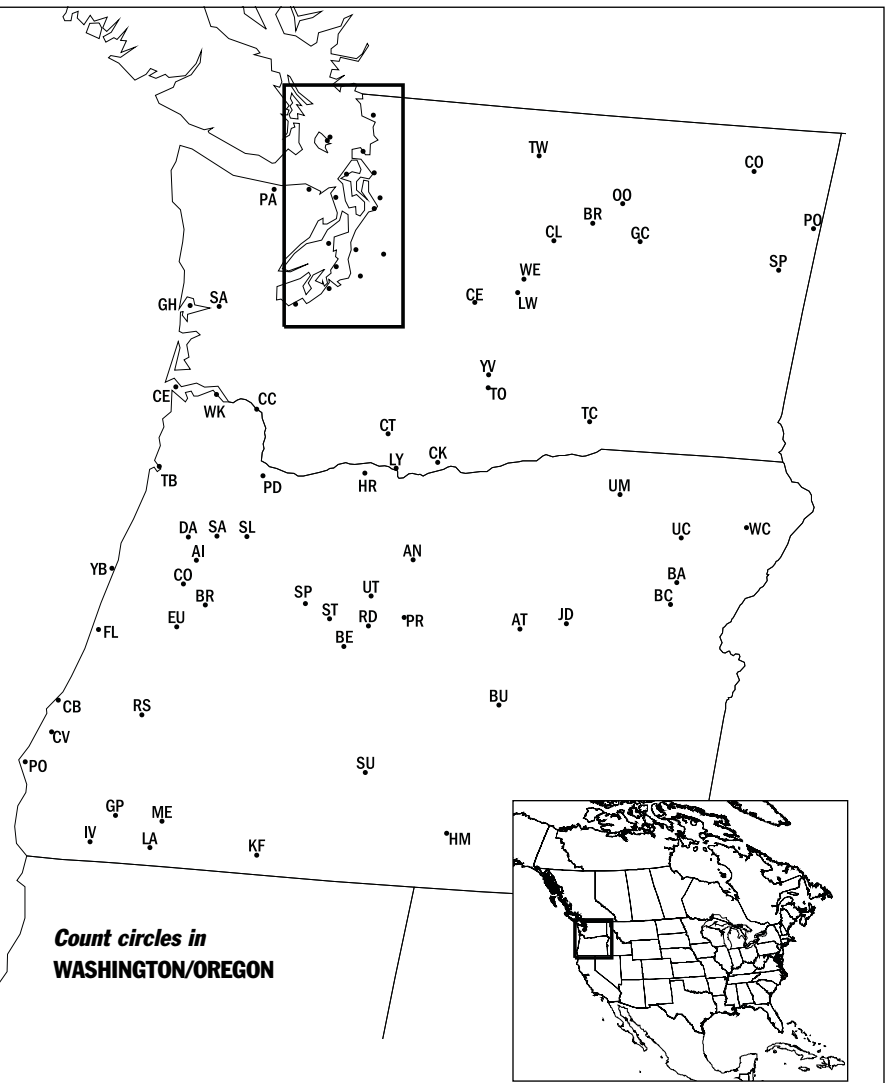 TW
CO
OO
PA
BR
PO
CL
GC
SP
WE
CE
LW
GH
SA
YV
TO
CE
WK
CC
TC
CT
LY
CK
TB
PD
HR
UM
DA
SA
SL
UC
WC
AI
AN
YB
CO
BA
BR
SP
UT
BC
EU
ST
RD
PR
AT
JD
FL
BE
BU
CB
RS
CV
PO
SU
GP
ME
IV
LA
KF
HM
Count circles in
WASHINGTON/OREGON